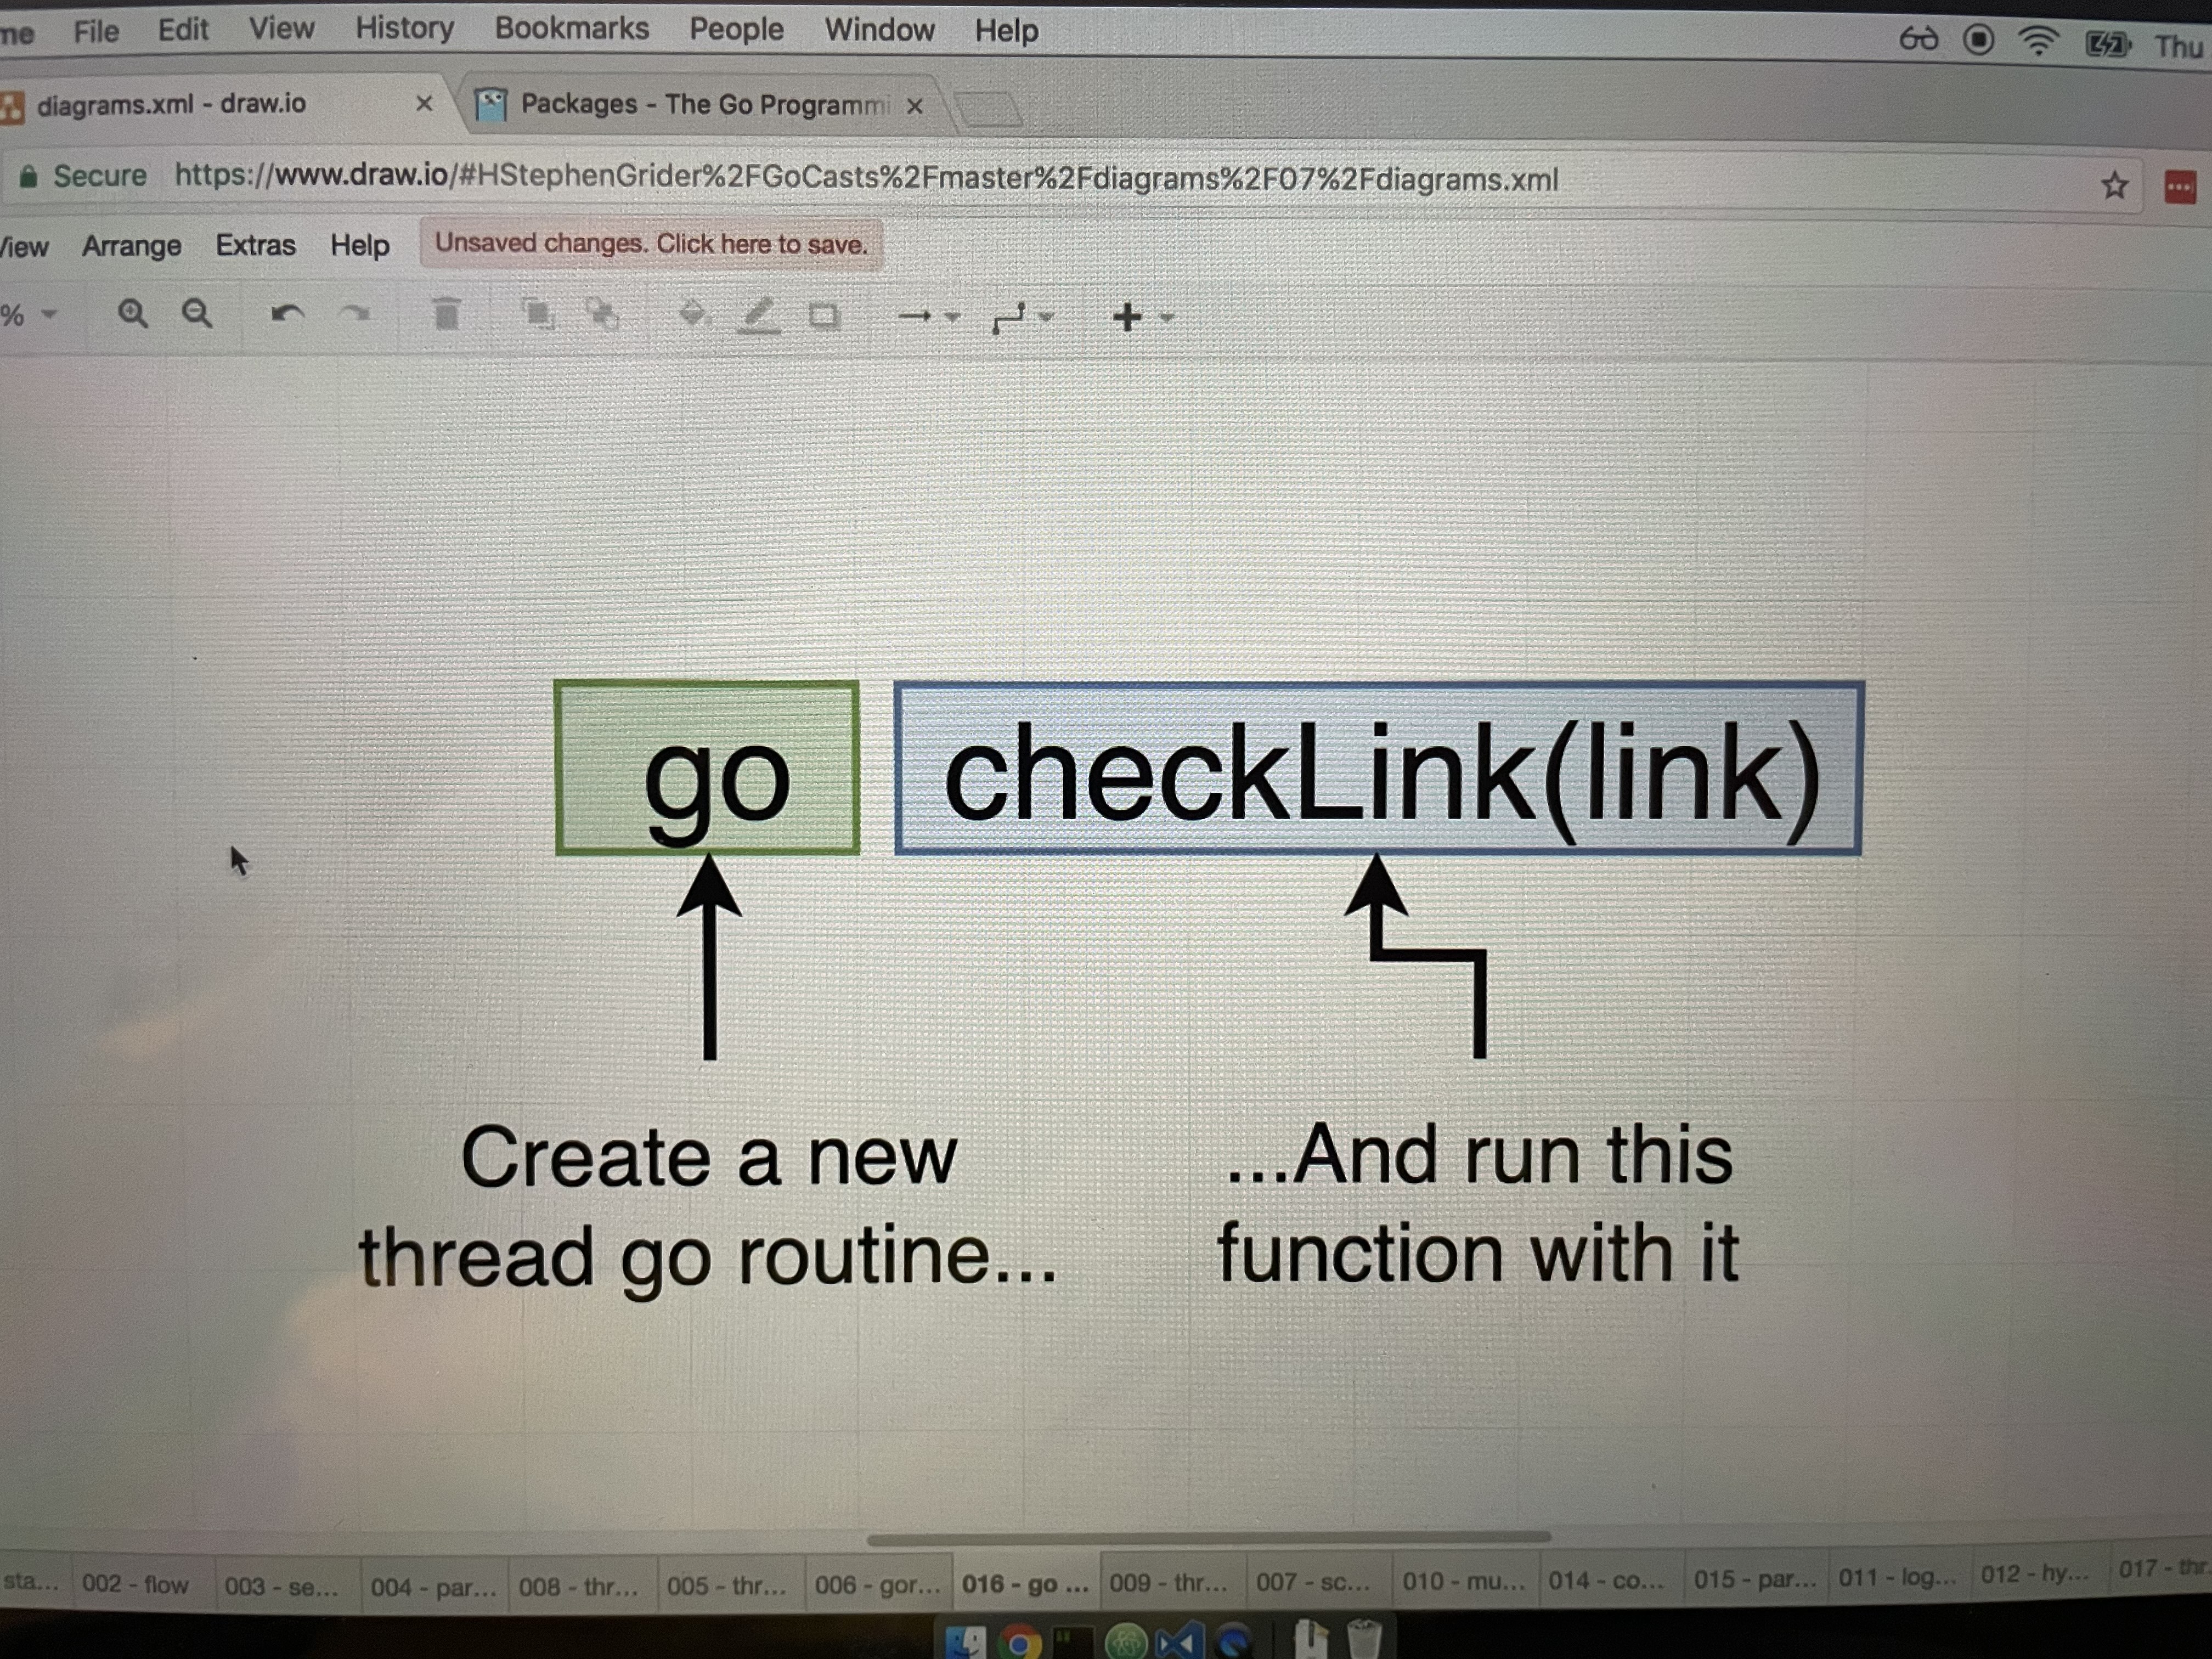 File Edit View History Bookmarks People Window Help Thu
diagrams.xml - draw.io Packages - The Go Programmi
Secure https://www.draw.io/#HStephenGrider%2FGoCasts%2Fmaster%2Fdiagrams%2F07%2Fdiagrams.xml
View Arrange Extras Help Unsaved changes. Click here to save.
%
go checkLink(link)
Create a new
thread go routine...
...And run this
function with it
sta... 002 - flow 003 - se... 004 - par... 008 - thr... 005 - thr... 006 - gor... 016 - go ... 009 - thr... 007 - sc... 010 - mu... 014 - co... 015 - par... 011 - log... 012 - hy... 017 - thr